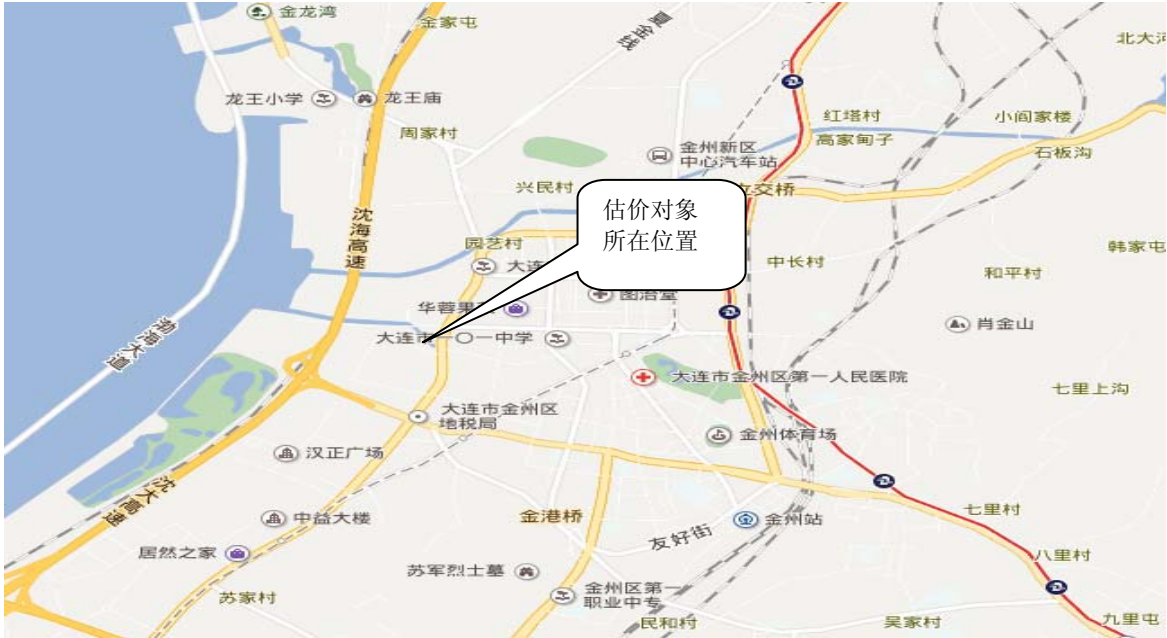 金龙湾
金家屯
夏金线
北大河
龙王小学
龙王庙
红塔村
小阎家楼
周家村
高家甸子
金州新区
中心汽车站
石板沟
兴民村
立交桥
估价对象
所在位置
沈海高速
园艺村
韩家屯
大连
中长村
和平村
图治堂
华蓉果
肖金山
渤海大道
大连市一〇一中学
大连市金州区第一人民医院
七里上沟
大连市金州区
地税局
金州体育场
汉正广场
沈大高速
七里村
中益大楼
金港桥
金州站
友好街
居然之家
八里村
苏军烈士墓
金州区第一
职业中专
苏家村
民和村
吴家村
九里屯